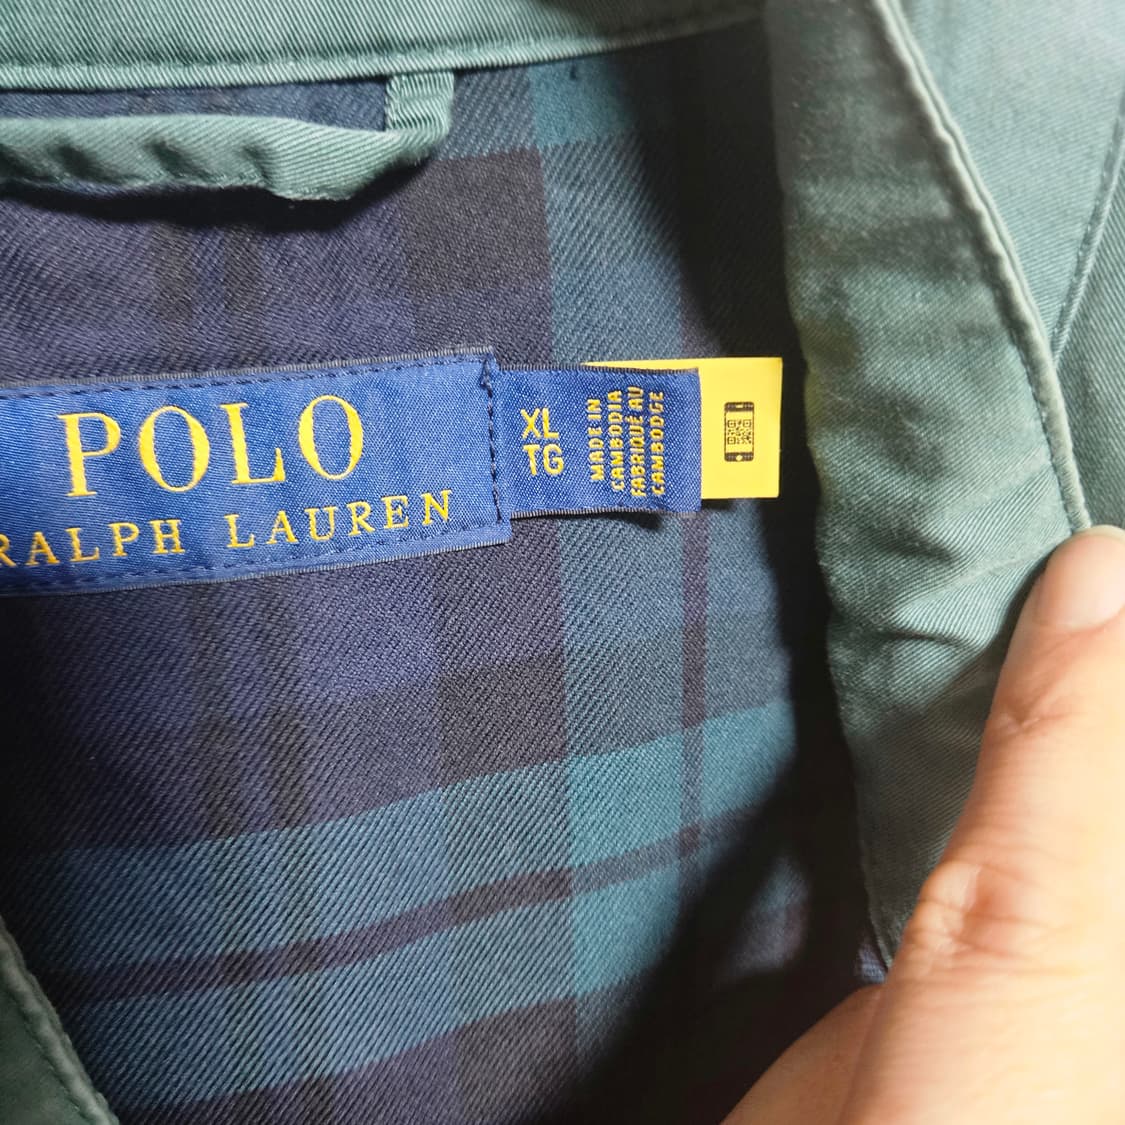 POLO
RALPH LAUREN
XL
TG
MADE IN
CAMBODIA
FABRIQUÉ AU
CAMBODGE